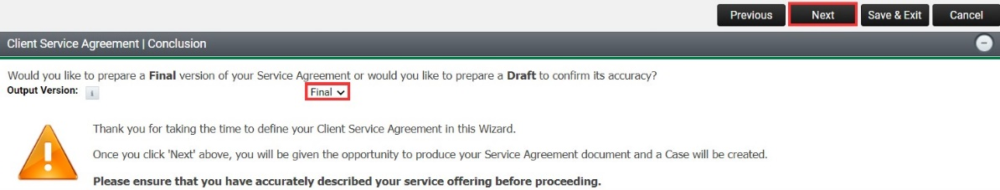 Previous Next Save & Exit Cancel
Client Service Agreement | Conclusion
Would you like to prepare a Final version of your Service Agreement or would you like to prepare a Draft to confirm its accuracy?
Output Version: i Final
Thank you for taking the time to define your Client Service Agreement in this Wizard.
Once you click 'Next' above, you will be given the opportunity to produce your Service Agreement document and a Case will be created.
Please ensure that you have accurately described your service offering before proceeding.